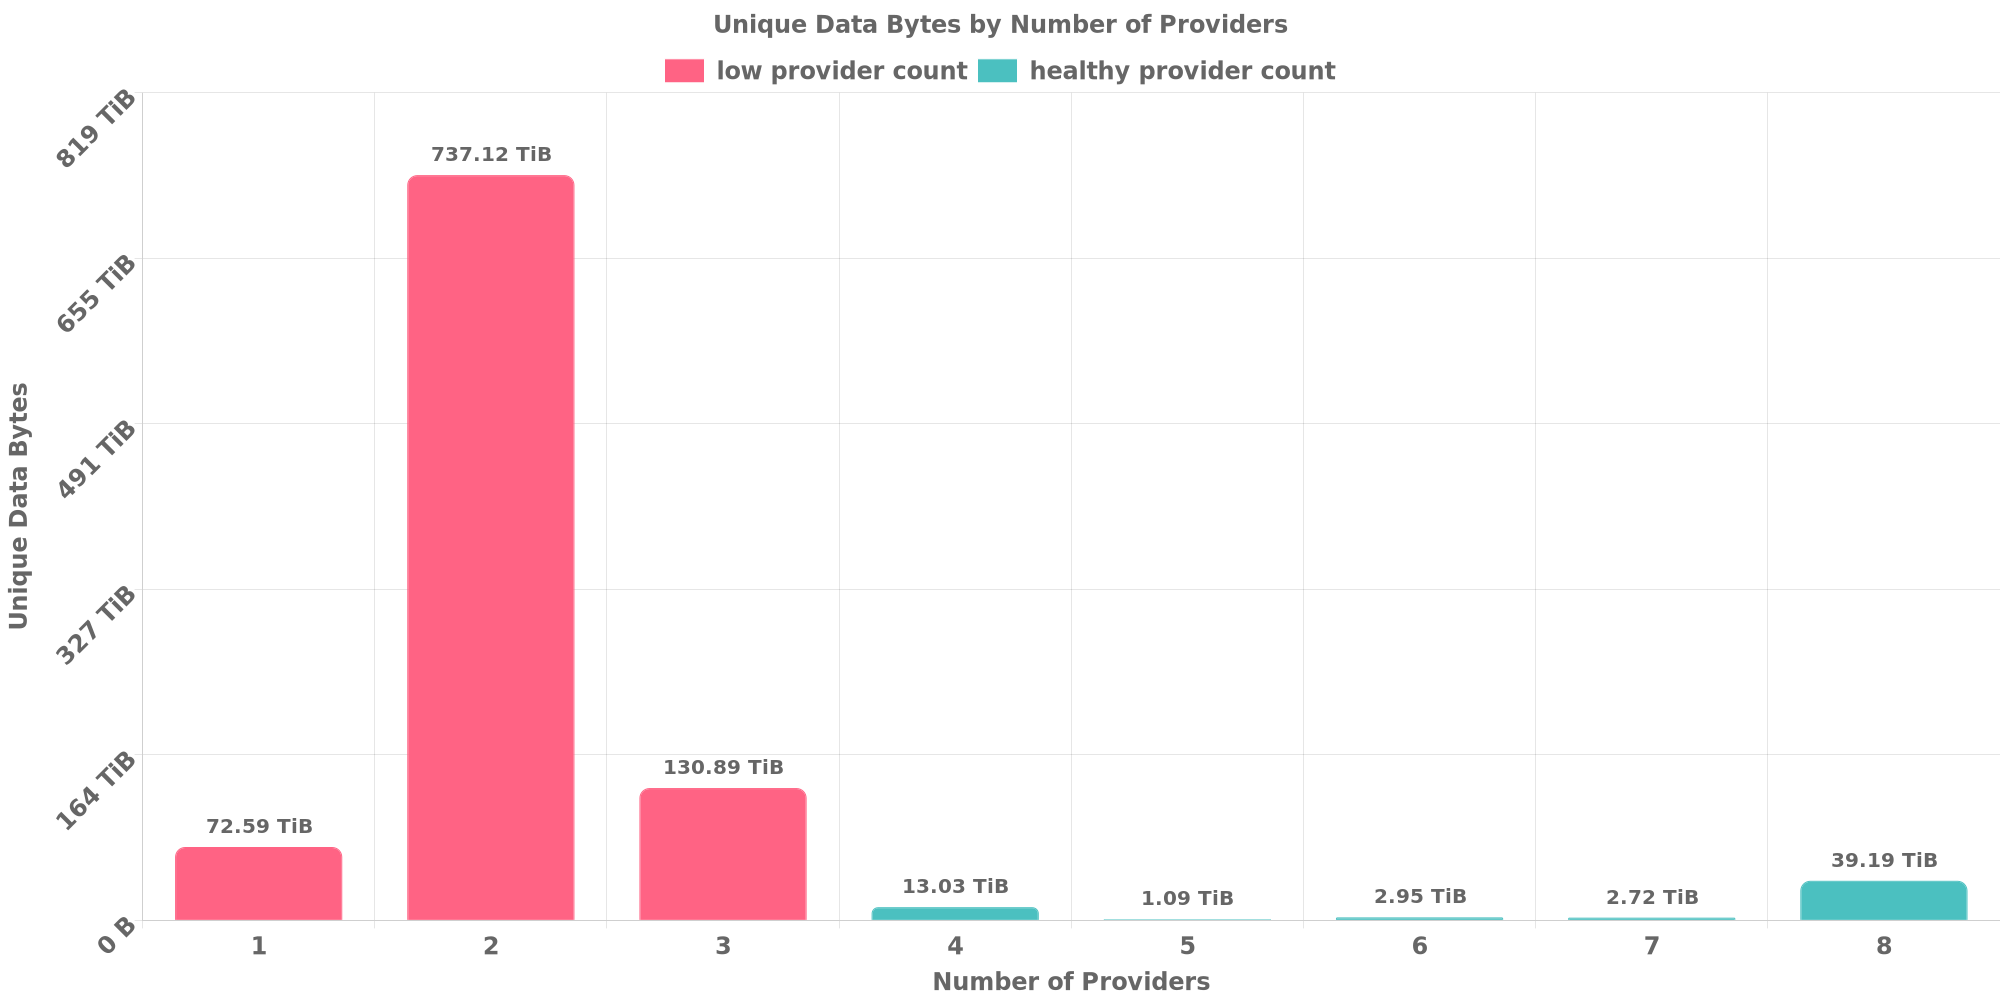 Unique Data Bytes by Number of Providers
low provider count healthy provider count
819 TiB
655 TiB
491 TiB
327 TiB
164 TiB
0 B
Unique Data Bytes
72.59 TiB
737.12 TiB
130.89 TiB
13.03 TiB
1.09 TiB
2.95 TiB
2.72 TiB
39.19 TiB
1 2 3 4 5 6 7 8
Number of Providers